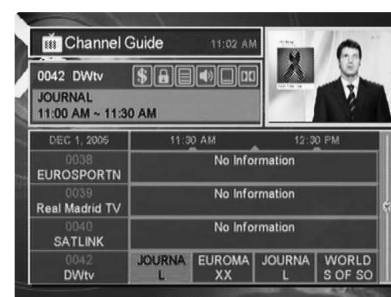 Channel Guide 11:02 AM
0042 DWtv
JOURNAL
11:00 AM ~ 11:30 AM
DEC 1, 2005 11:30 AM 12:30 PM
0038
EUROSPORTN
No Information
0039
Real Madrid TV
No Information
0040
SATLINK
No Information
0042
DWtv
JOURNA
L
EUROMA
XX
JOURNA
L
WORLD
S OF SO